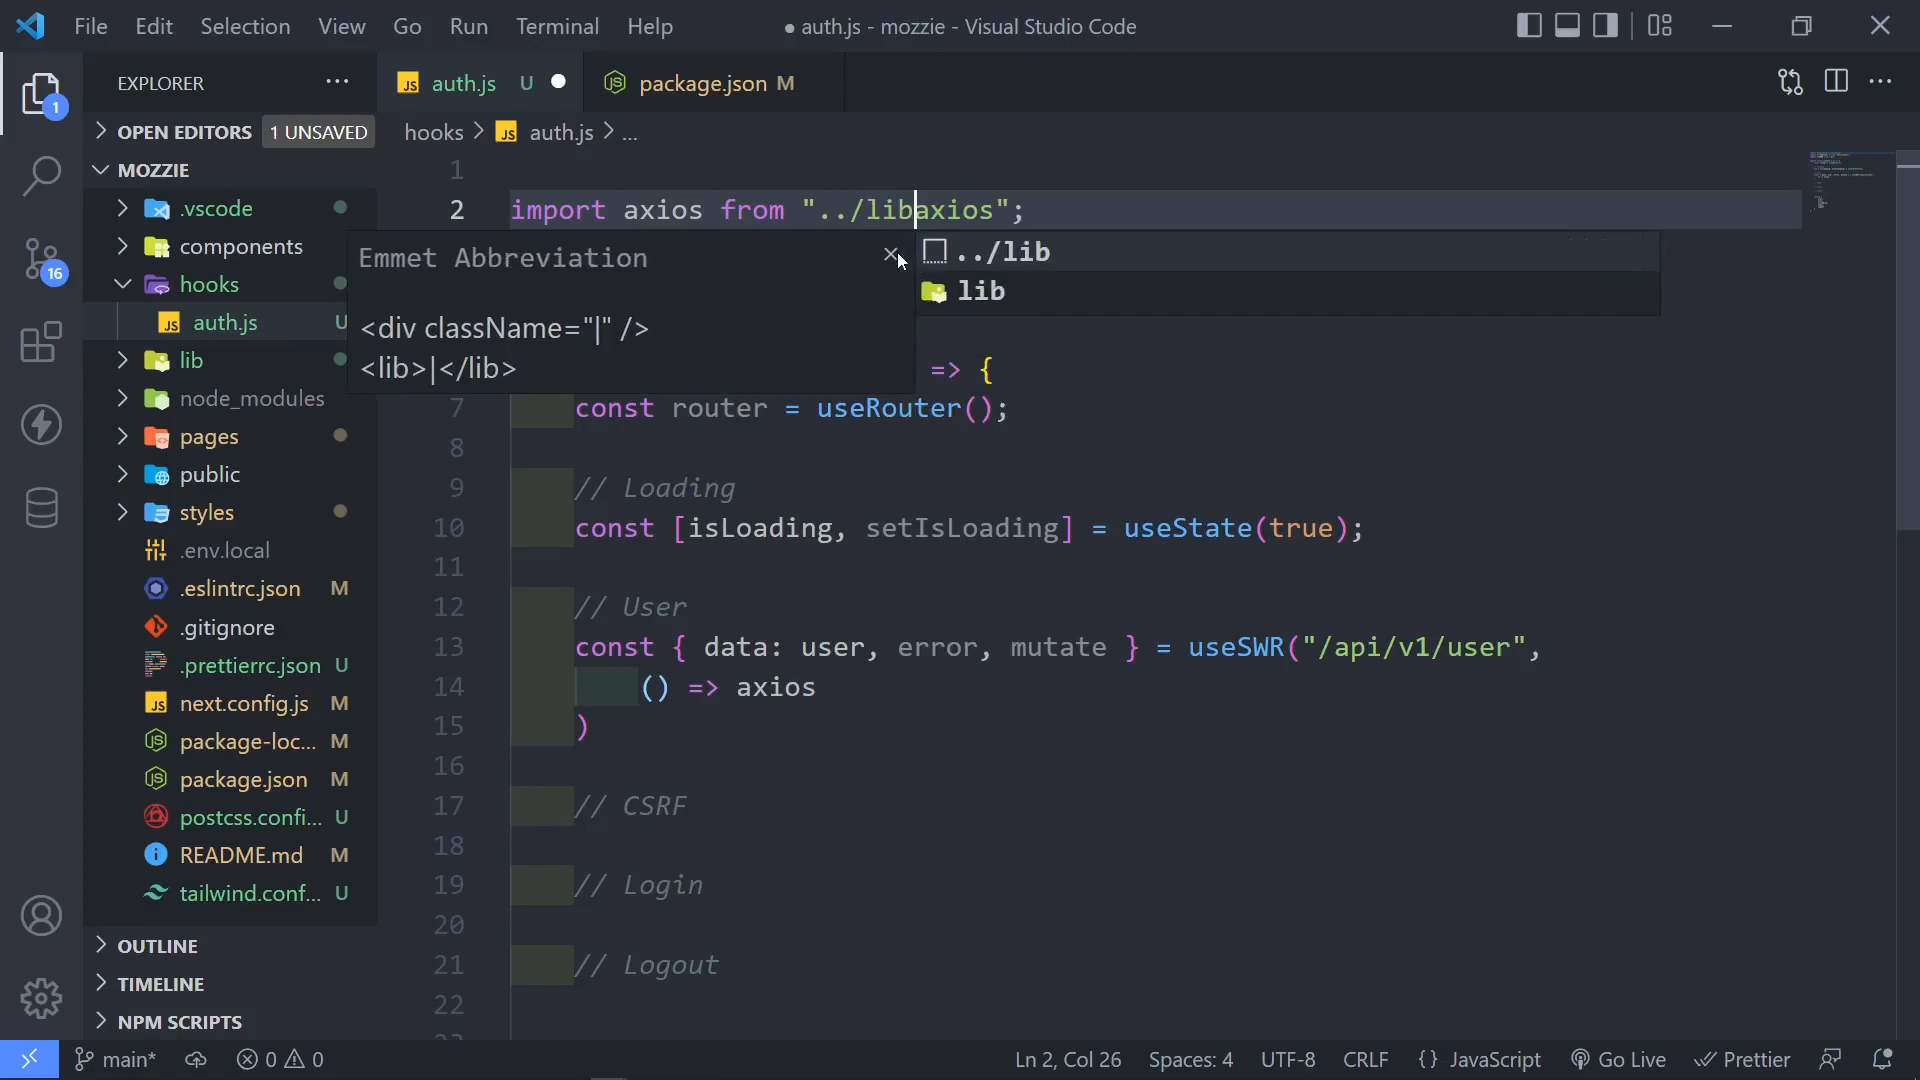 File Edit Selection View Go Run Terminal Help
● auth.js - mozzie - Visual Studio Code
EXPLORER ...
auth.js U
package.json M
OPEN EDITORS 1 UNSAVED
hooks > auth.js > ...
MOZZIE
.vscode
components
hooks
auth.js U
lib
node_modules
pages
public
styles
.env.local
.eslintrc.json M
.gitignore
.prettierrc.json U
next.config.js M
package-loc... M
package.json M
postcss.confi... U
README.md M
tailwind.conf... U
OUTLINE
TIMELINE
NPM SCRIPTS
1
16
1
2 import axios from "../libaxios";
Emmet Abbreviation
<div className="|" />
<lib>|</lib>
../lib
lib
=> {
7 const router = useRouter();
8
9 // Loading
10 const [isLoading, setIsLoading] = useState(true);
11
12 // User
13 const { data: user, error, mutate } = useSWR("/api/v1/user",
14 () => axios
15 )
16
17 // CSRF
18
19 // Login
20
21 // Logout
22
main* 0 0
Ln 2, Col 26 Spaces: 4 UTF-8 CRLF {} JavaScript Go Live Prettier